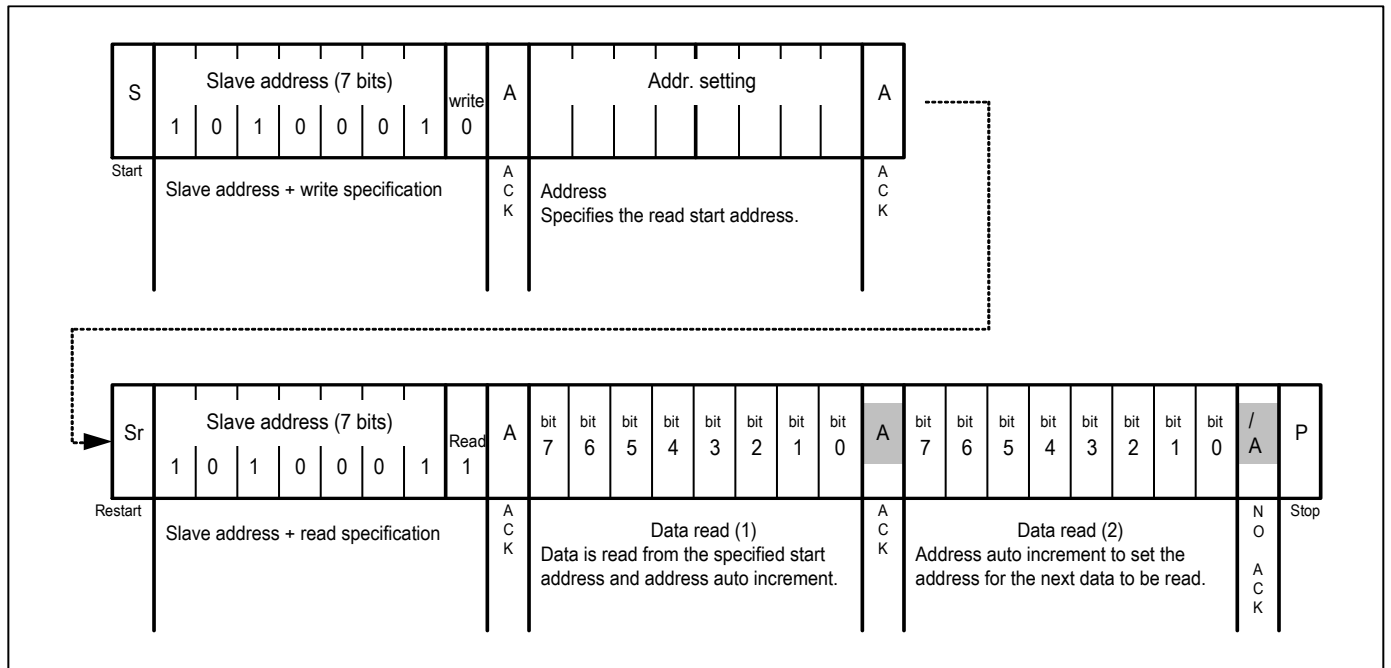 S Slave address (7 bits) write A Addr. setting A
1 0 1 0 0 0 1 0
Start
Slave address + write specification
A
C
K
Address
Specifies the read start address.
A
C
K
Sr Slave address (7 bits) Read A bit bit bit bit bit bit bit bit A bit bit bit bit bit bit bit bit / P
1 0 1 0 0 0 1 1 7 6 5 4 3 2 1 0 7 6 5 4 3 2 1 0 A
Restart
Slave address + read specification
A
C
K
Data read (1)
Data is read from the specified start
address and address auto increment.
A
C
K
Data read (2)
Address auto increment to set the
address for the next data to be read.
N
O
A
C
K
Stop